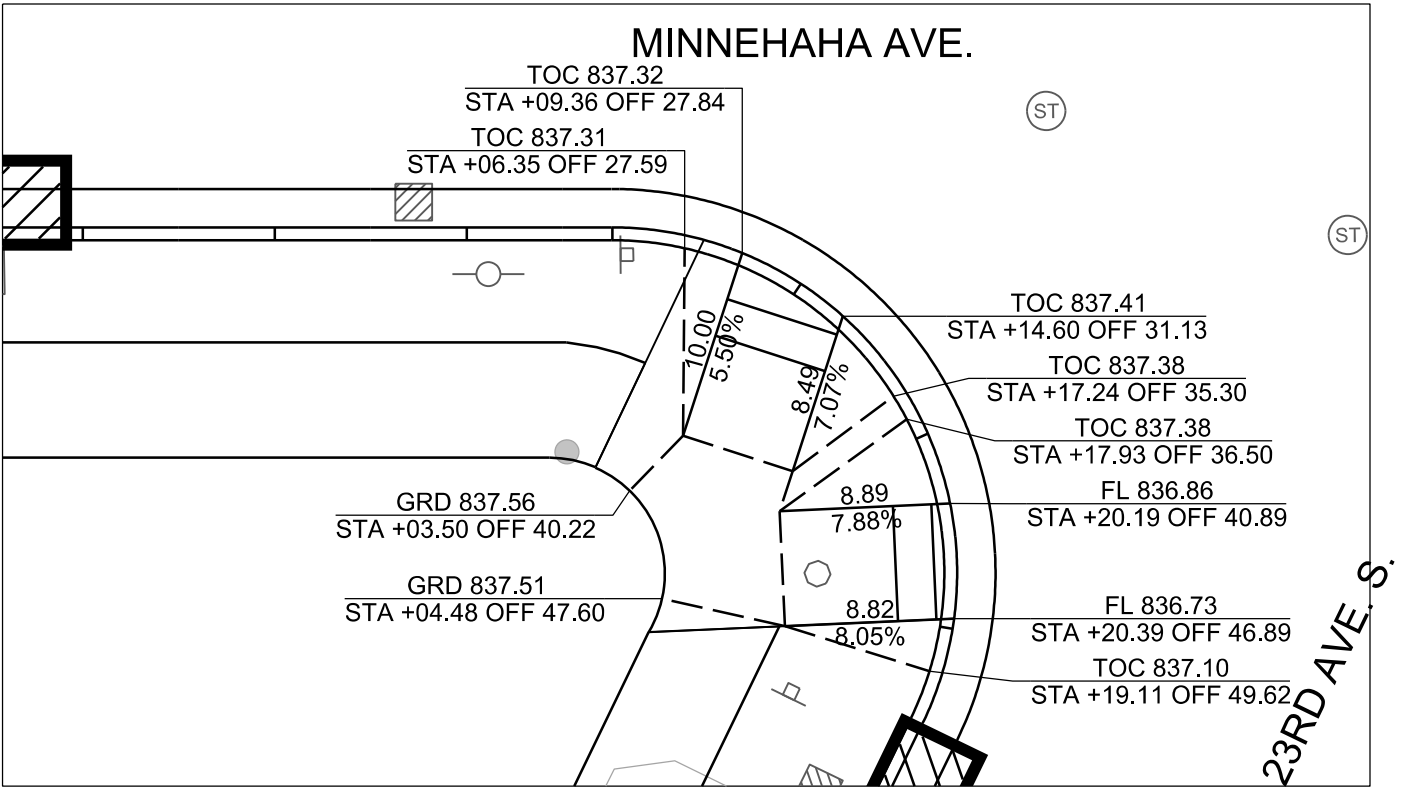 MINNEHAHA AVE.
TOC 837.32
STA +09.36 OFF 27.84
ST
TOC 837.31
STA +06.35 OFF 27.59
ST
TOC 837.41
STA +14.60 OFF 31.13
10.00
5.50%
8.49
7.07%
TOC 837.38
STA +17.24 OFF 35.30
TOC 837.38
STA +17.93 OFF 36.50
GRD 837.56
STA +03.50 OFF 40.22
8.89
7.88%
FL 836.86
STA +20.19 OFF 40.89
GRD 837.51
STA +04.48 OFF 47.60
8.82
8.05%
FL 836.73
STA +20.39 OFF 46.89
TOC 837.10
STA +19.11 OFF 49.62
23RD AVE. S.